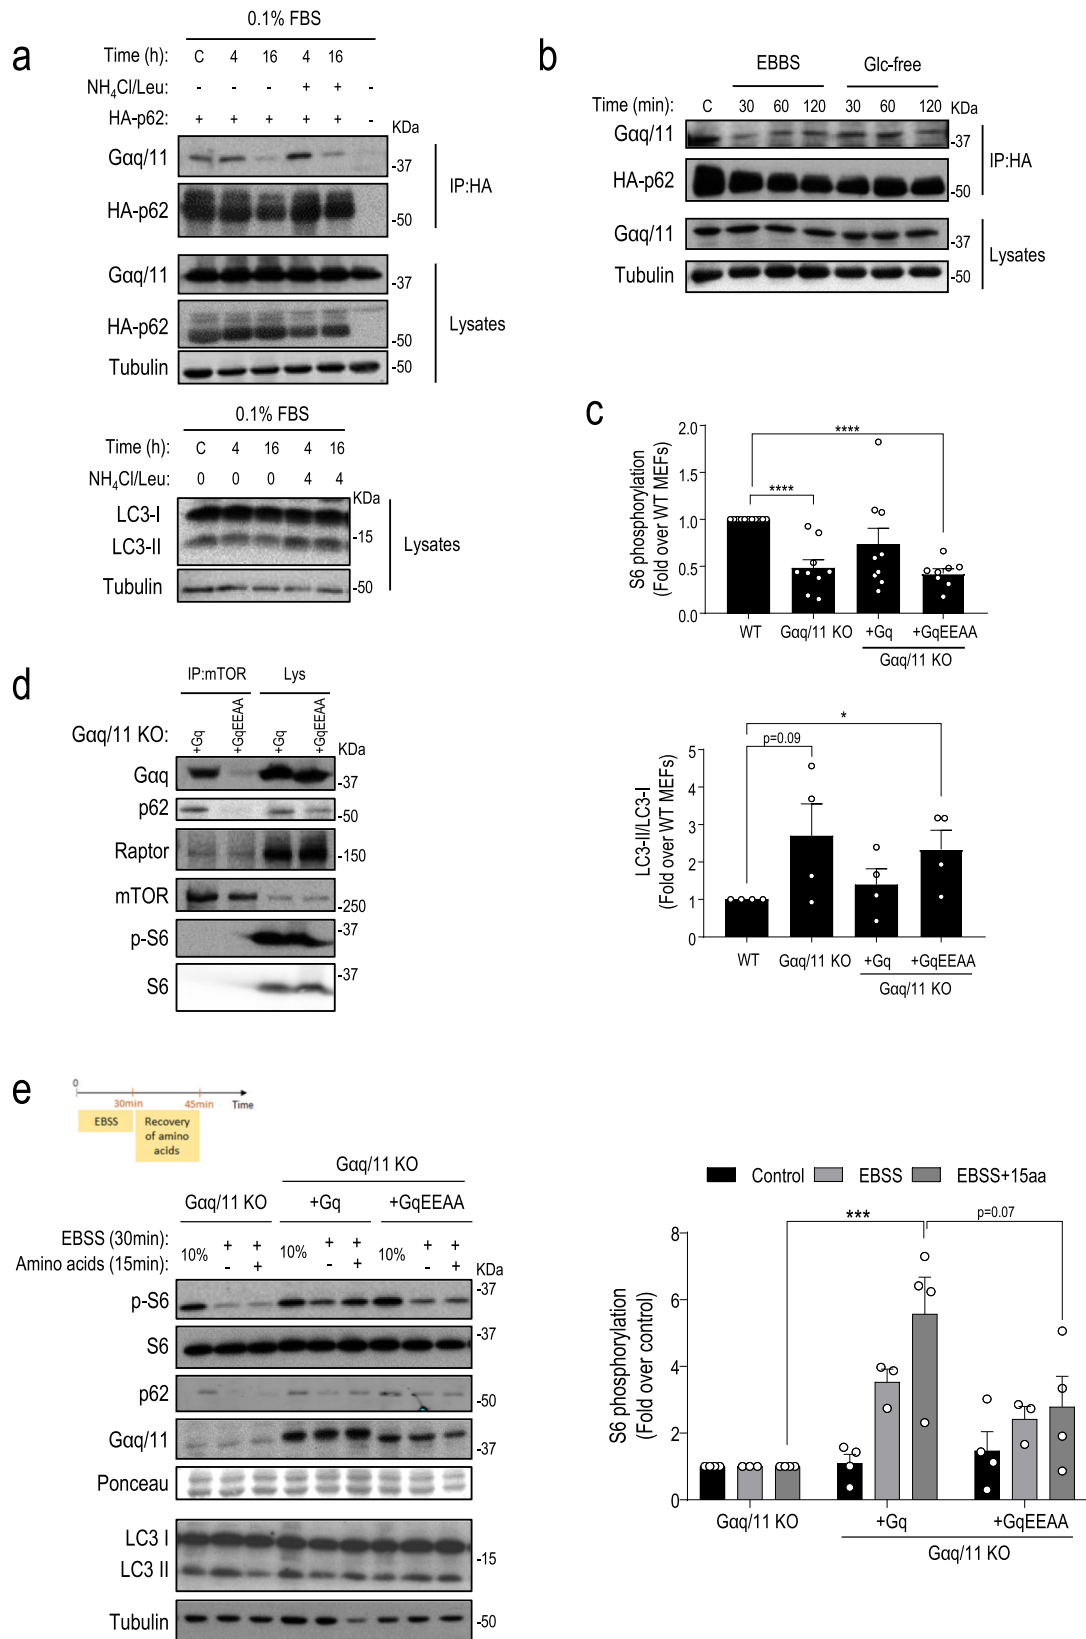 a
0.1% FBS
Time (h): C 4 16 4 16
NH₄Cl/Leu: - - - + + -
HA-p62: + + + + + -
KDa
Gαq/11 -37
HA-p62 -50
IP:HA
Gαq/11 -37
HA-p62 -50
Tubulin -50
Lysates
0.1% FBS
Time (h): C 4 16 4 16
NH₄Cl/Leu: 0 0 0 4 4
KDa
LC3-I
-15
LC3-II
Tubulin -50
Lysates
b
EBBS Glc-free
Time (min): C 30 60 120 30 60 120 KDa
Gαq/11 -37
HA-p62 -50
IP:HA
Gαq/11 -37
Tubulin -50
Lysates
c
S6 phosphorylation
(Fold over WT MEFs)
2.0
1.5
1.0
0.5
0.0
****
****
WT Gαq/11 KO +Gq +GqEEAA
Gαq/11 KO
LC3-II/LC3-I
(Fold over WT MEFs)
5
4
3
2
1
0
*
p=0.09
WT Gαq/11 KO +Gq +GqEEAA
Gαq/11 KO
d
IP:mTOR Lys
Gαq/11 KO: +Gq +GqEEAA +Gq +GqEEAA
KDa
Gαq -37
p62 -50
Raptor -150
mTOR -250
p-S6 -37
S6 -37
e
0
30min 45min Time
EBSS Recovery
of amino
acids
Gαq/11 KO
Gαq/11 KO +Gq +GqEEAA
EBSS (30min): 10% + + 10% + + 10% + +
Amino acids (15min): - + - + - +
KDa
p-S6 -37
S6 -37
p62 -50
Gαq/11 -37
Ponceau
LC3 I
-15
LC3 II
Tubulin -50
Control EBSS EBSS+15aa
S6 phosphorylation
(Fold over control)
8
6
4
2
0
***
p=0.07
Gαq/11 KO +Gq +GqEEAA
Gαq/11 KO